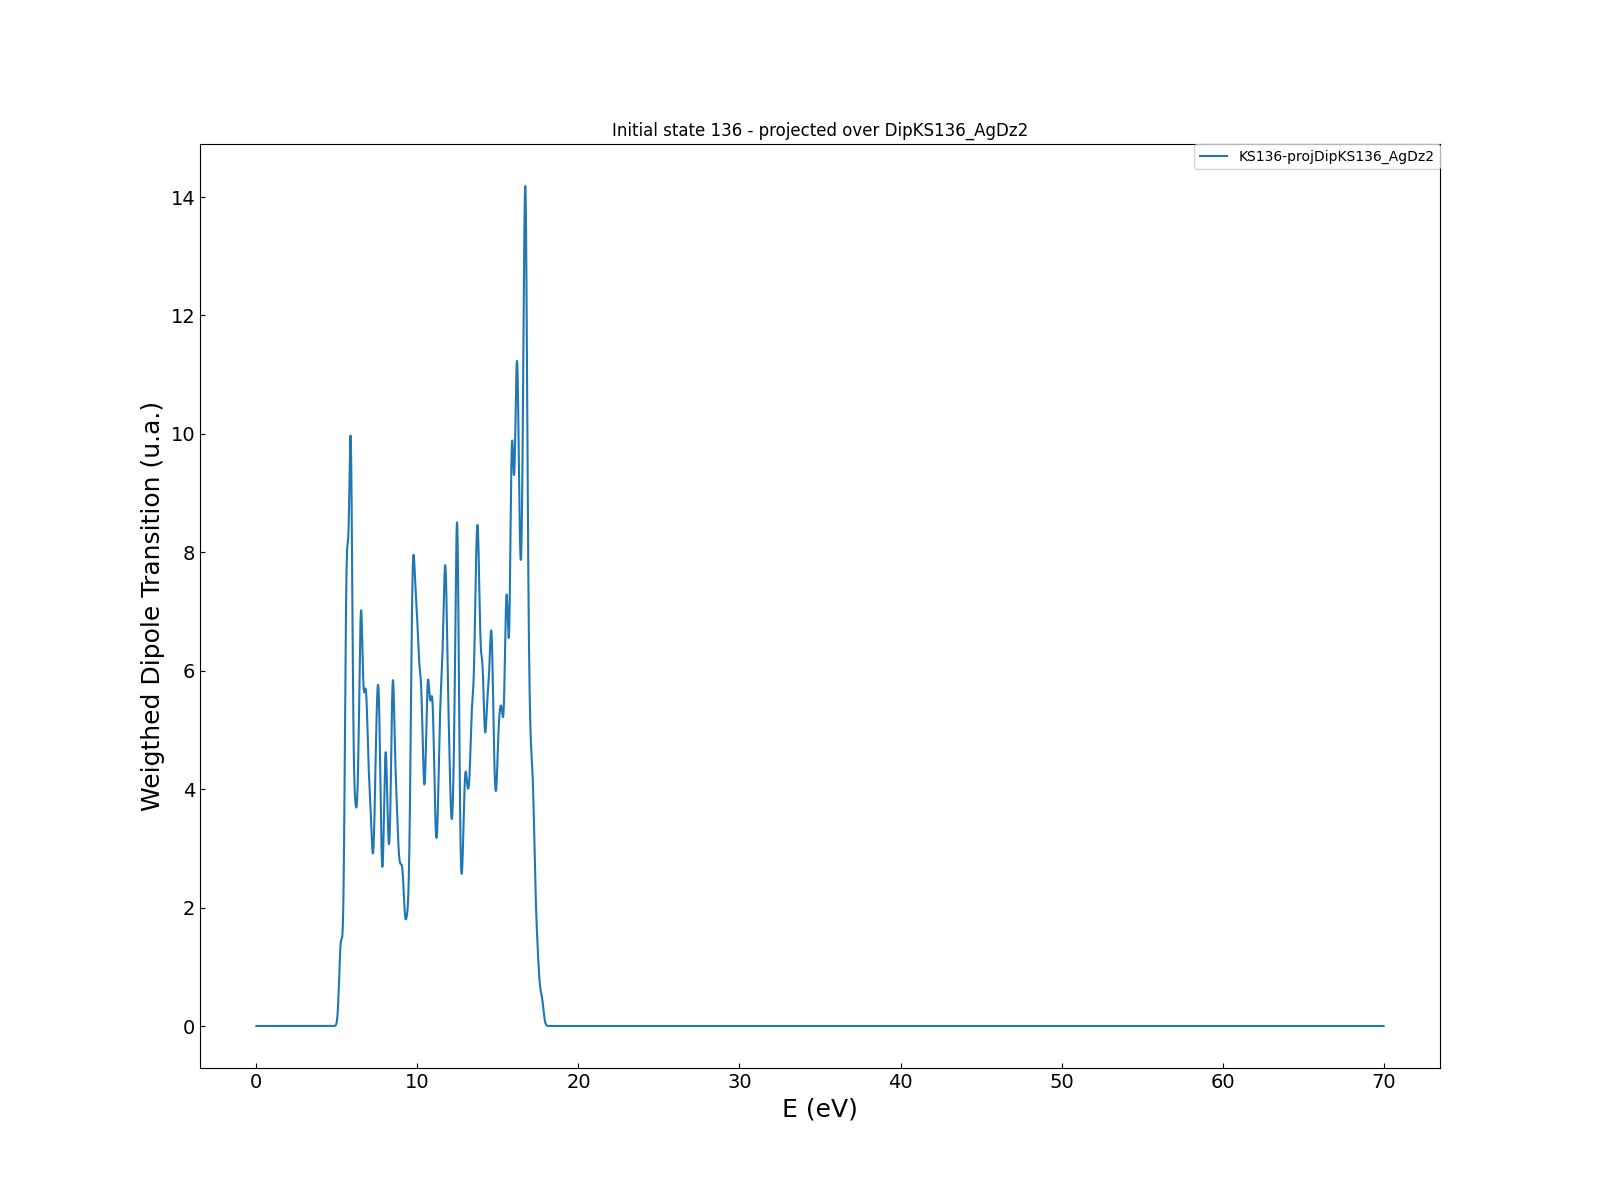 Initial state 136 - projected over DipKS136_AgDz2
KS136-projDipKS136_AgDz2
14
12
10
8
6
4
2
0
Weigthed Dipole Transition (u.a.)
0 10 20 30 40 50 60 70
E (eV)